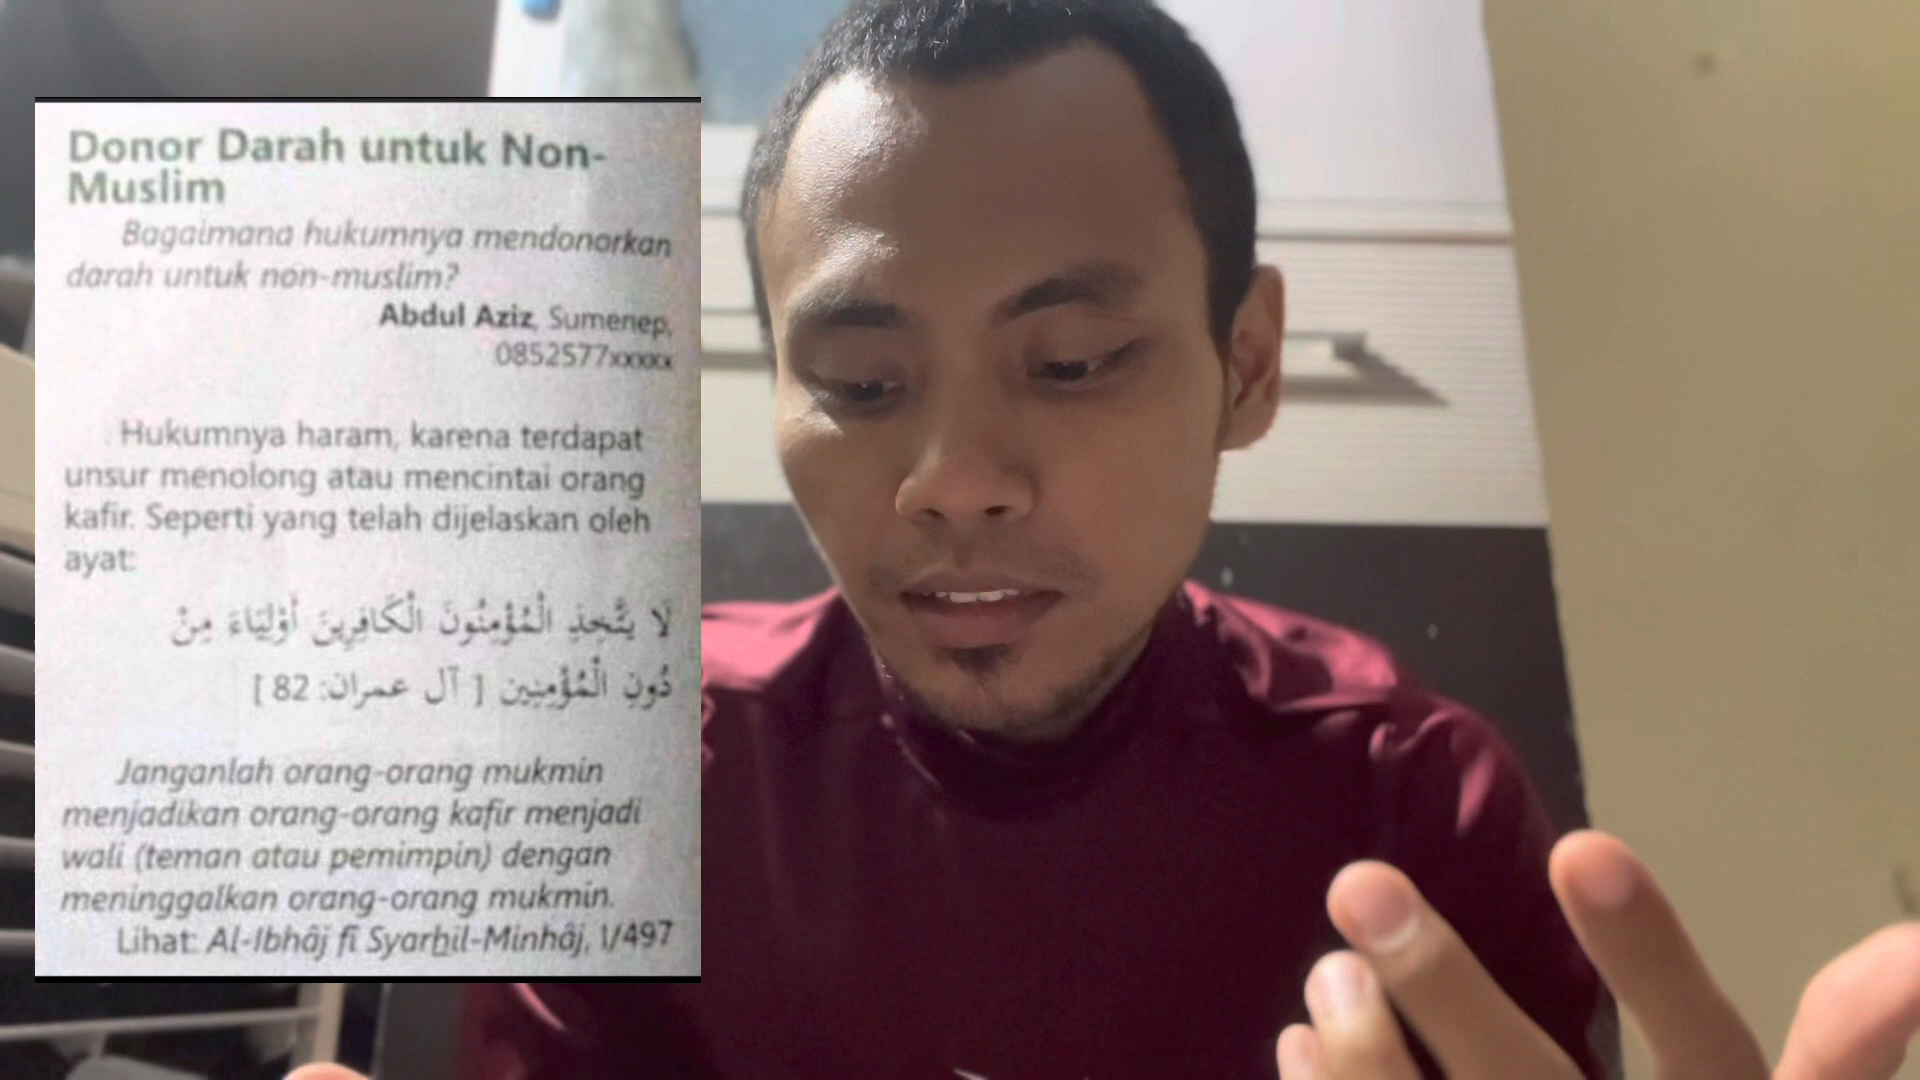 Donor Darah untuk Non-
Muslim
Bagaimana hukumnya mendonorkan
darah untuk non-muslim?
Abdul Aziz, Sumenep,
0852577xxxxx
Hukumnya haram, karena terdapat
unsur menolong atau mencintai orang
kafir. Seperti yang telah dijelaskan oleh
ayat:
لَا يَتَّخِذِ الْمُؤْمِنُونَ الْكَافِرِينَ أَوْلِيَاءَ مِنْ
دُونِ الْمُؤْمِنِين [ آل عمران: 82 ]
Janganlah orang-orang mukmin
menjadikan orang-orang kafir menjadi
wali (teman atau pemimpin) dengan
meninggalkan orang-orang mukmin.
Lihat: Al-Ibhâj fî Syarẖil-Minhâj, I/497